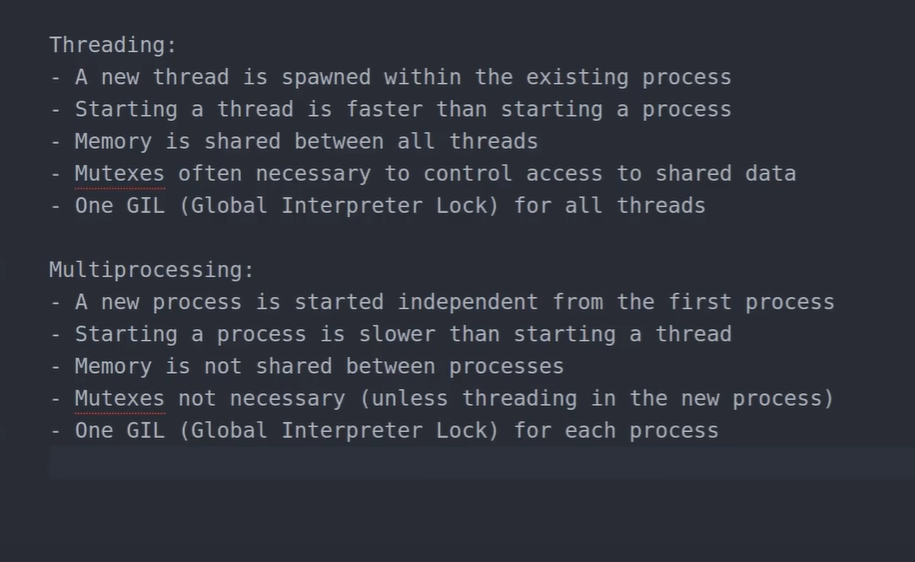 Threading:
- A new thread is spawned within the existing process
- Starting a thread is faster than starting a process
- Memory is shared between all threads
- Mutexes often necessary to control access to shared data
- One GIL (Global Interpreter Lock) for all threads
Multiprocessing:
- A new process is started independent from the first process
- Starting a process is slower than starting a thread
- Memory is not shared between processes
- Mutexes not necessary (unless threading in the new process)
- One GIL (Global Interpreter Lock) for each process